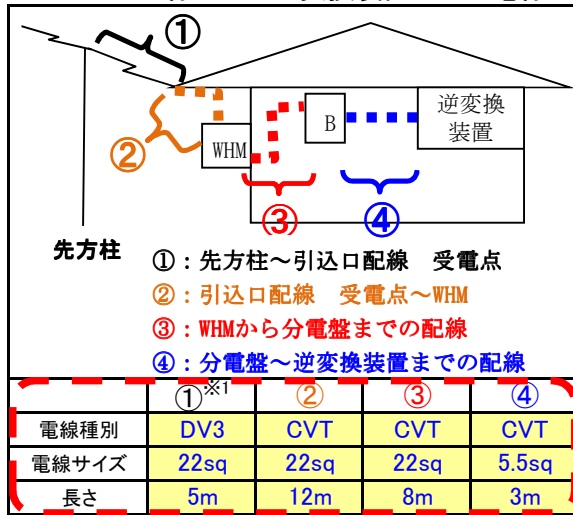 ①
逆変換
装置
B
WHM
②
③
④
先方柱
①:先方柱~引込口配線 受電点
②:引込口配線 受電点~WHM
③:WHMから分電盤までの配線
④:分電盤~逆変換装置までの配線
①※1 ② ③ ④
電線種別 DV3 CVT CVT CVT
電線サイズ 22sq 22sq 22sq 5.5sq
長さ 5m 12m 8m 3m